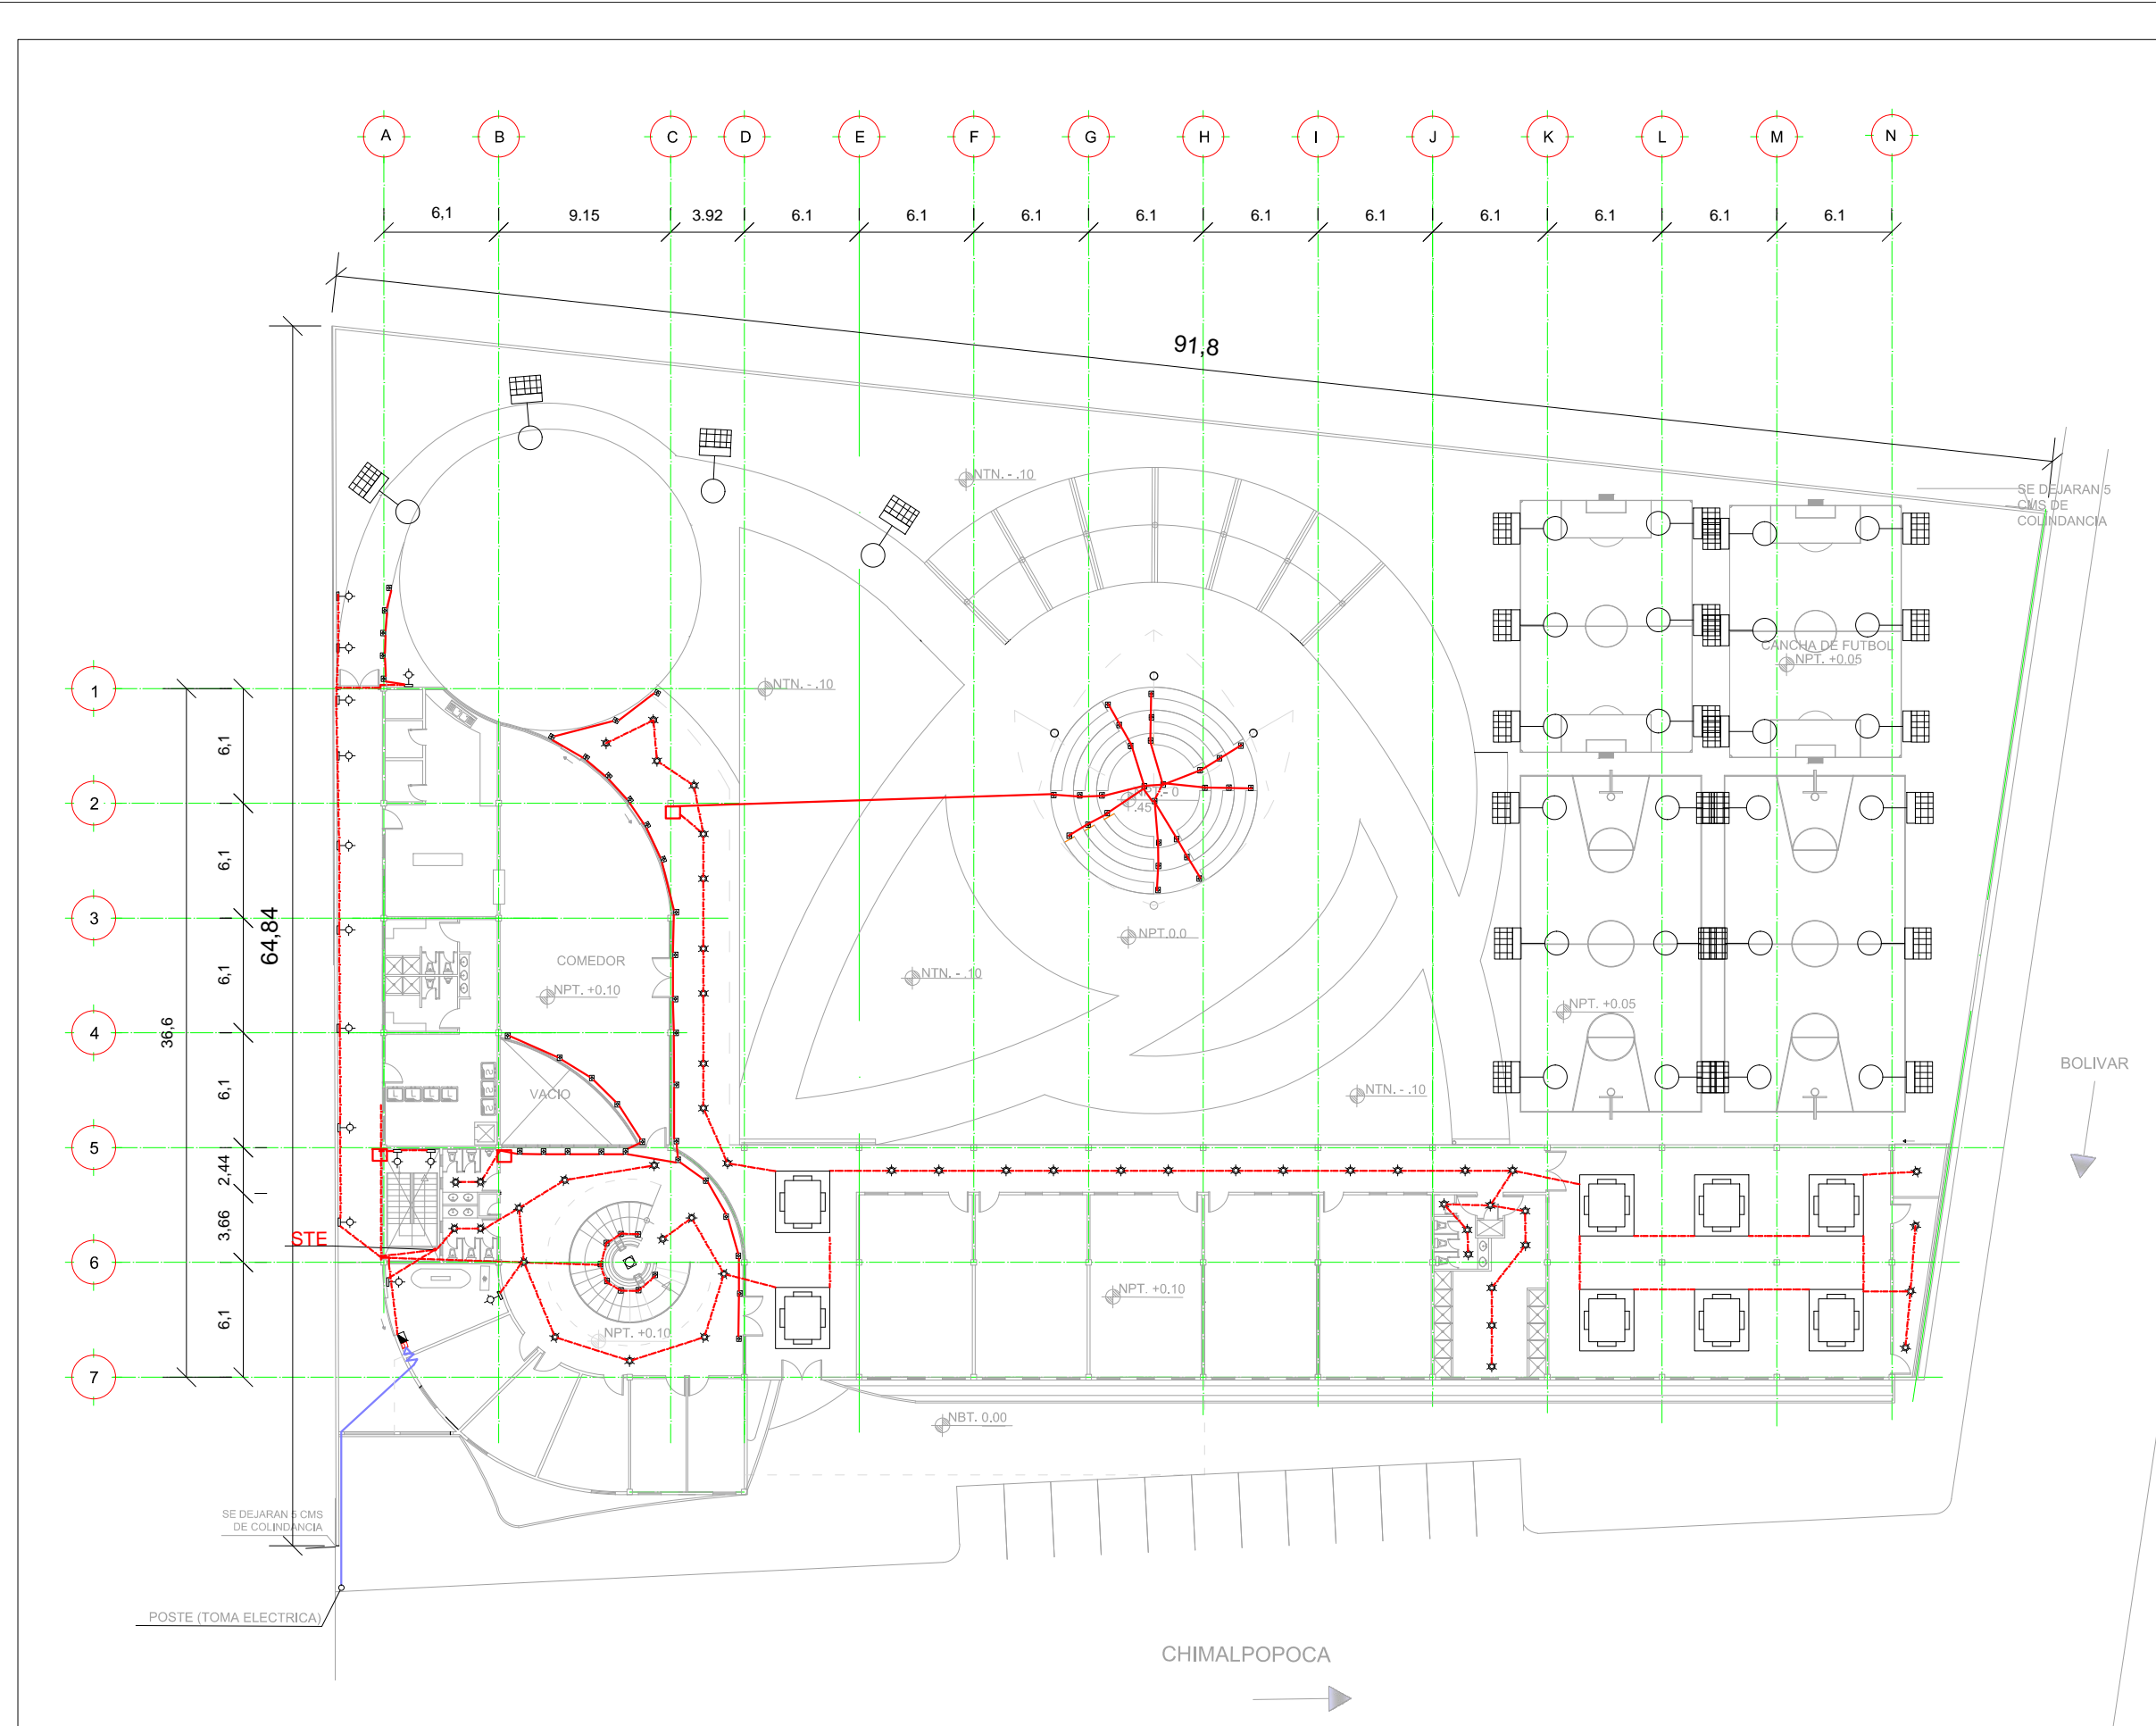 A B C D E F G H I J K L M N
6,1 9.15 3.92 6.1 6.1 6.1 6.1 6.1 6.1 6.1 6.1 6.1 6.1
91,8
NTN. - .10
SE DEJARAN 5
CMS DE
COLINDANCIA
CANCHA DE FUTBOL
NPT. +0.05
1
NTN. - .10
6,1
2
.45
6,1
3
64,84
NPT.0.0
COMEDOR
6,1
NTN. - .10
NPT. +0.10
NPT. +0.05
36,6
4
BOLIVAR
6,1
VACIO
NTN. - .10
5
2,44
3,66
STE
6
NPT. +0.10
6,1
NPT. +0.10
7
NBT. 0.00
SE DEJARAN 5 CMS
DE COLINDANCIA
POSTE (TOMA ELECTRICA)
CHIMALPOPOCA